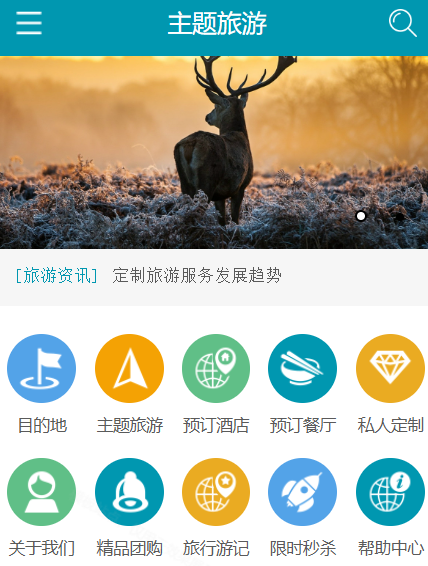 主题旅游
[旅游资讯] 定制旅游服务发展趋势
目的地 主题旅游 预订酒店 预订餐厅 私人定制
关于我们 精品团购 旅行游记 限时秒杀 帮助中心